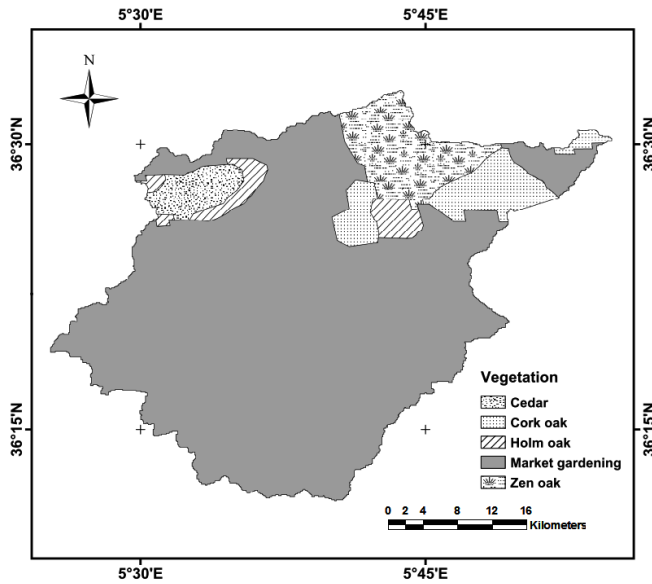 5°30'E 5°45'E
N
36°30'N 36°30'N
36°15'N 36°15'N
Vegetation
Cedar
Cork oak
Holm oak
Market gardening
Zen oak
0 2 4 8 12 16
Kilometers
5°30'E 5°45'E